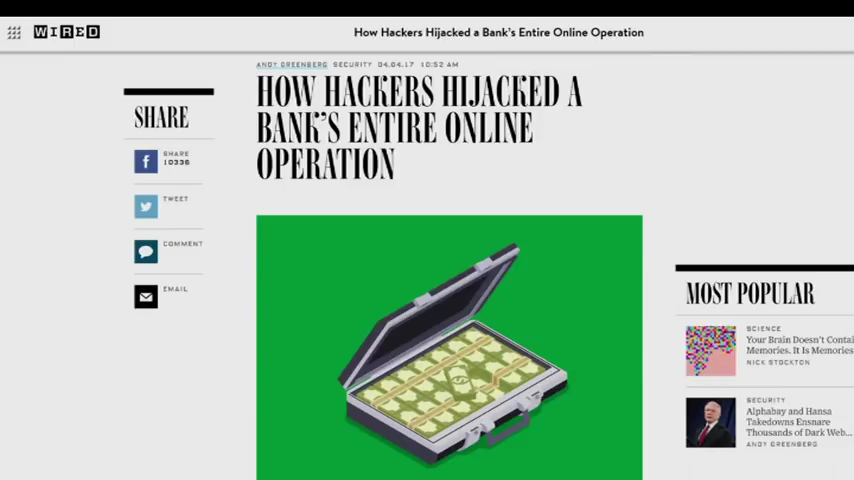 WIRED
How Hackers Hijacked a Bank's Entire Online Operation
ANDY GREENBERG SECURITY 04.04.17 10:52 AM
HOW HACKERS HIJACKED A
BANK'S ENTIRE ONLINE
OPERATION
SHARE
SHARE
10336
TWEET
COMMENT
EMAIL
MOST POPULAR
SCIENCE
Your Brain Doesn't Contai
Memories. It Is Memories
NICK STOCKTON
SECURITY
Alphabay and Hansa
Takedowns Ensnare
Thousands of Dark Web...
ANDY GREENBERG